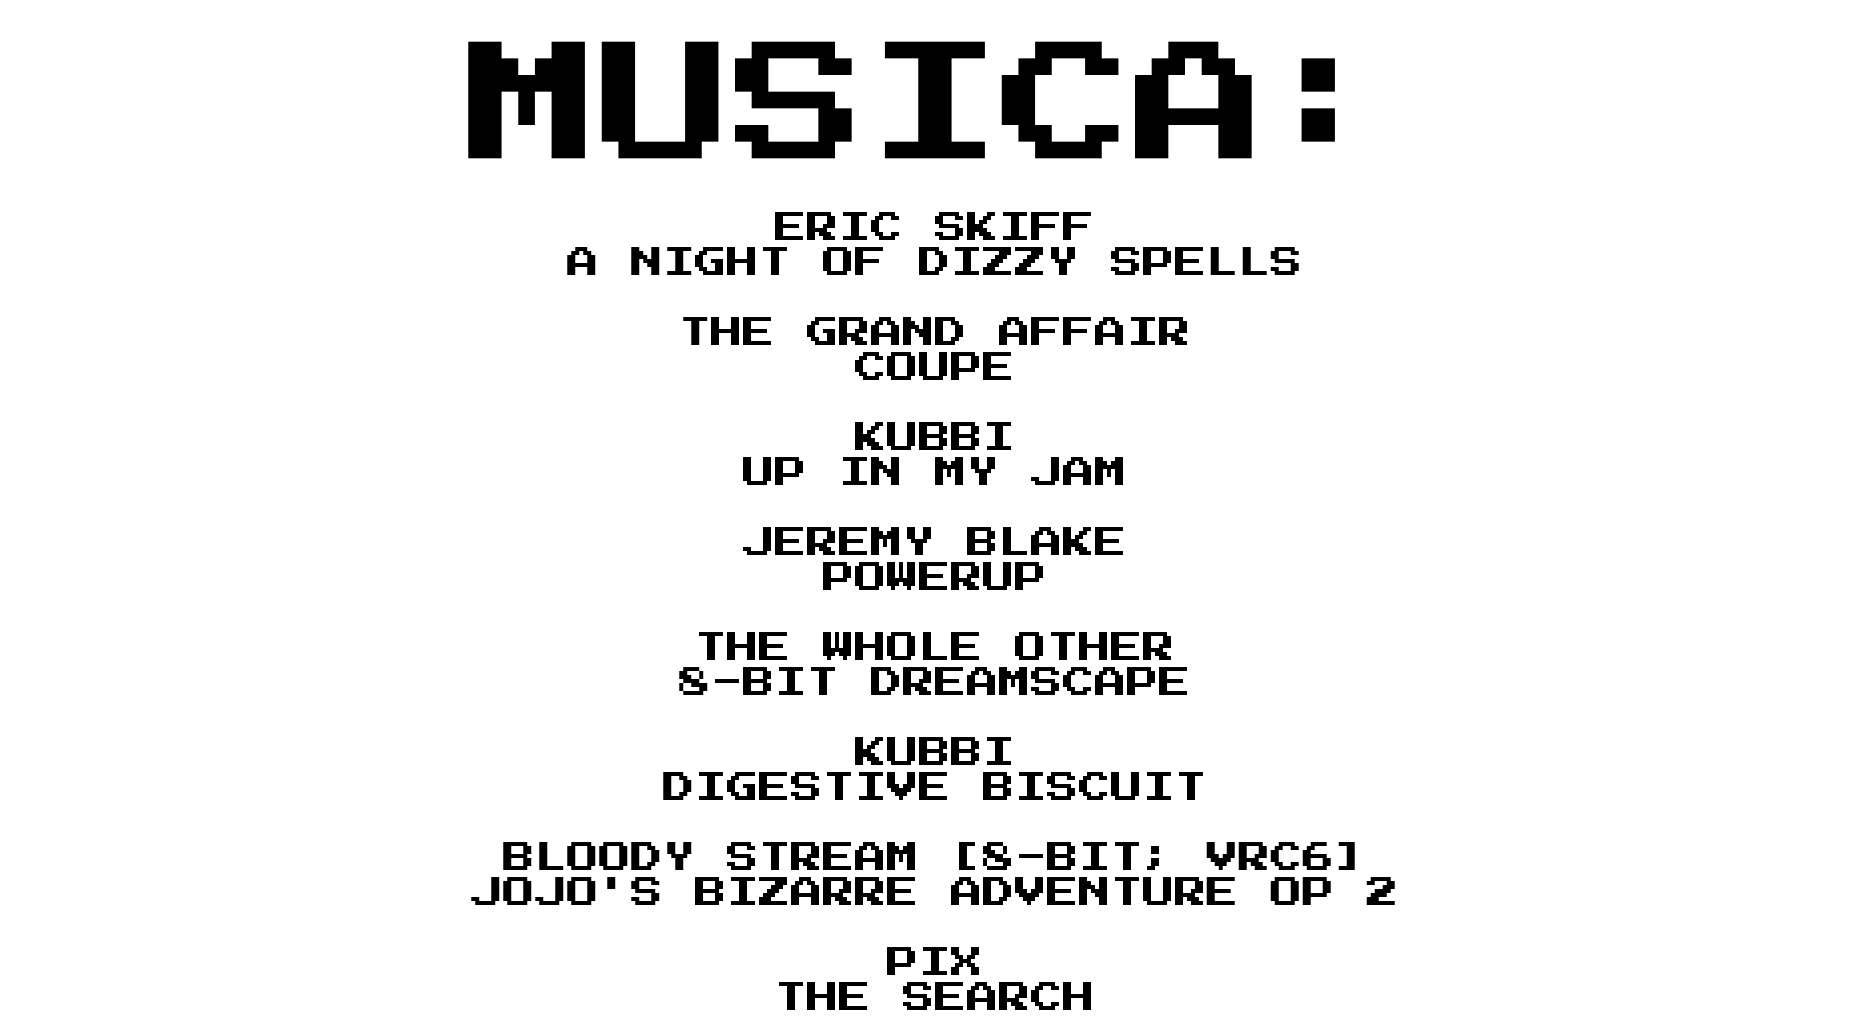 MUSICA:
ERIC SKIFF
A NIGHT OF DIZZY SPELLS
THE GRAND AFFAIR
COUPE
KUBBI
UP IN MY JAM
JEREMY BLAKE
POWERUP
THE WHOLE OTHER
8-BIT DREAMSCAPE
KUBBI
DIGESTIVE BISCUIT
BLOODY STREAM [8-BIT; VRC6]
JOJO'S BIZARRE ADVENTURE OP 2
PIX
THE SEARCH